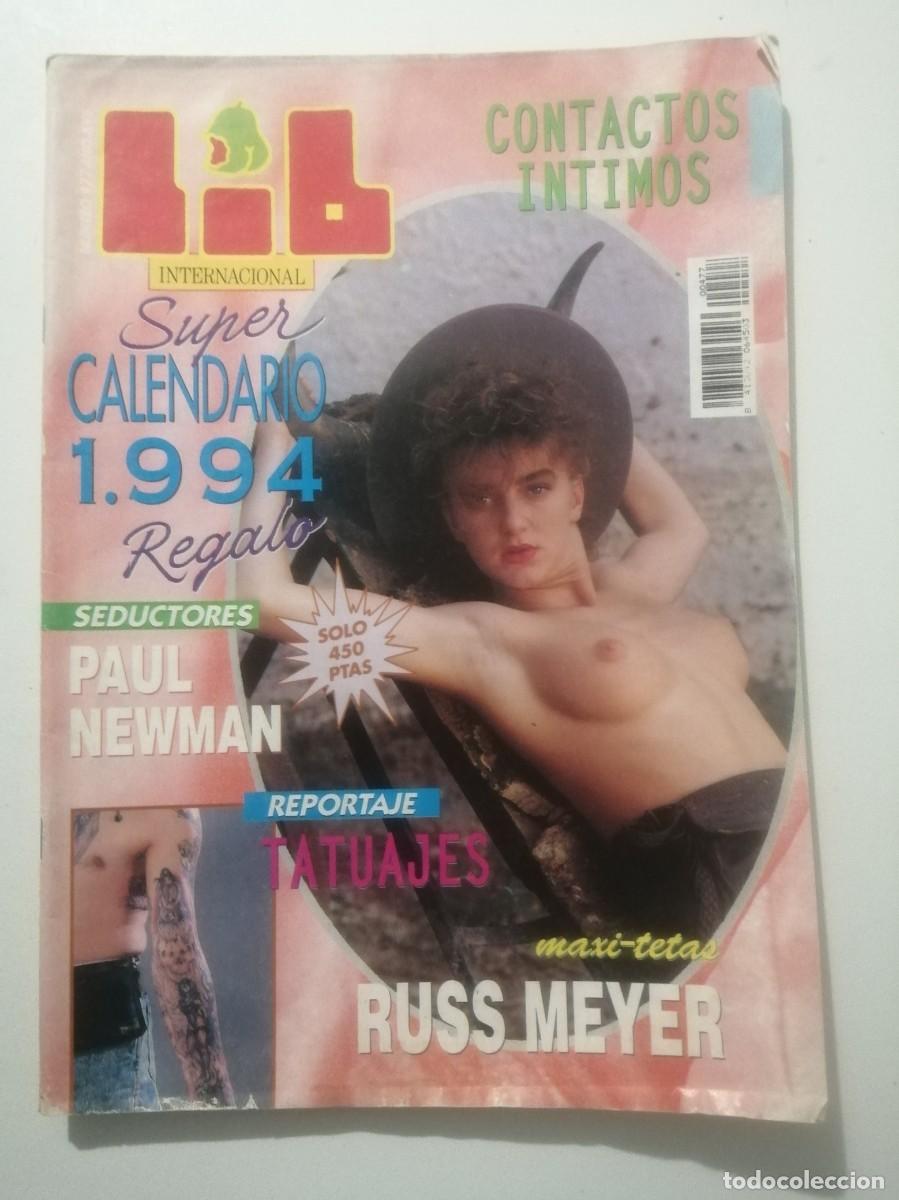 Lib
INTERNACIONAL
CONTACTOS
INTIMOS
Super
CALENDARIO
1.994
Regalo
00477
SEDUCTORES
PAUL
NEWMAN
SOLO
450
PTAS
REPORTAJE
TATUAJES
maxi-tetas
RUSS MEYER
todocoleccion